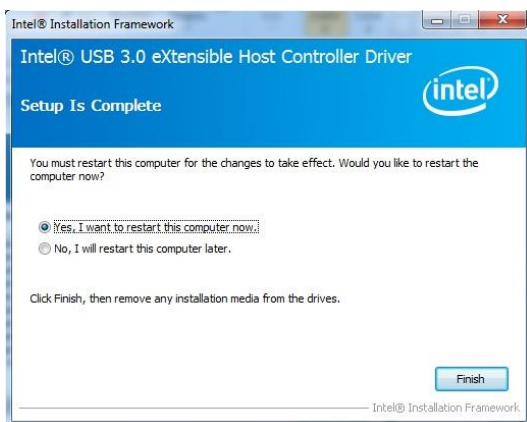 Intel® Installation Framework
Intel® USB 3.0 eXtensible Host Controller Driver
Setup Is Complete
intel
You must restart this computer for the changes to take effect. Would you like to restart the
computer now?
Yes, I want to restart this computer now.
No, I will restart this computer later.
Click Finish, then remove any installation media from the drives.
Finish
Intel® Installation Framework